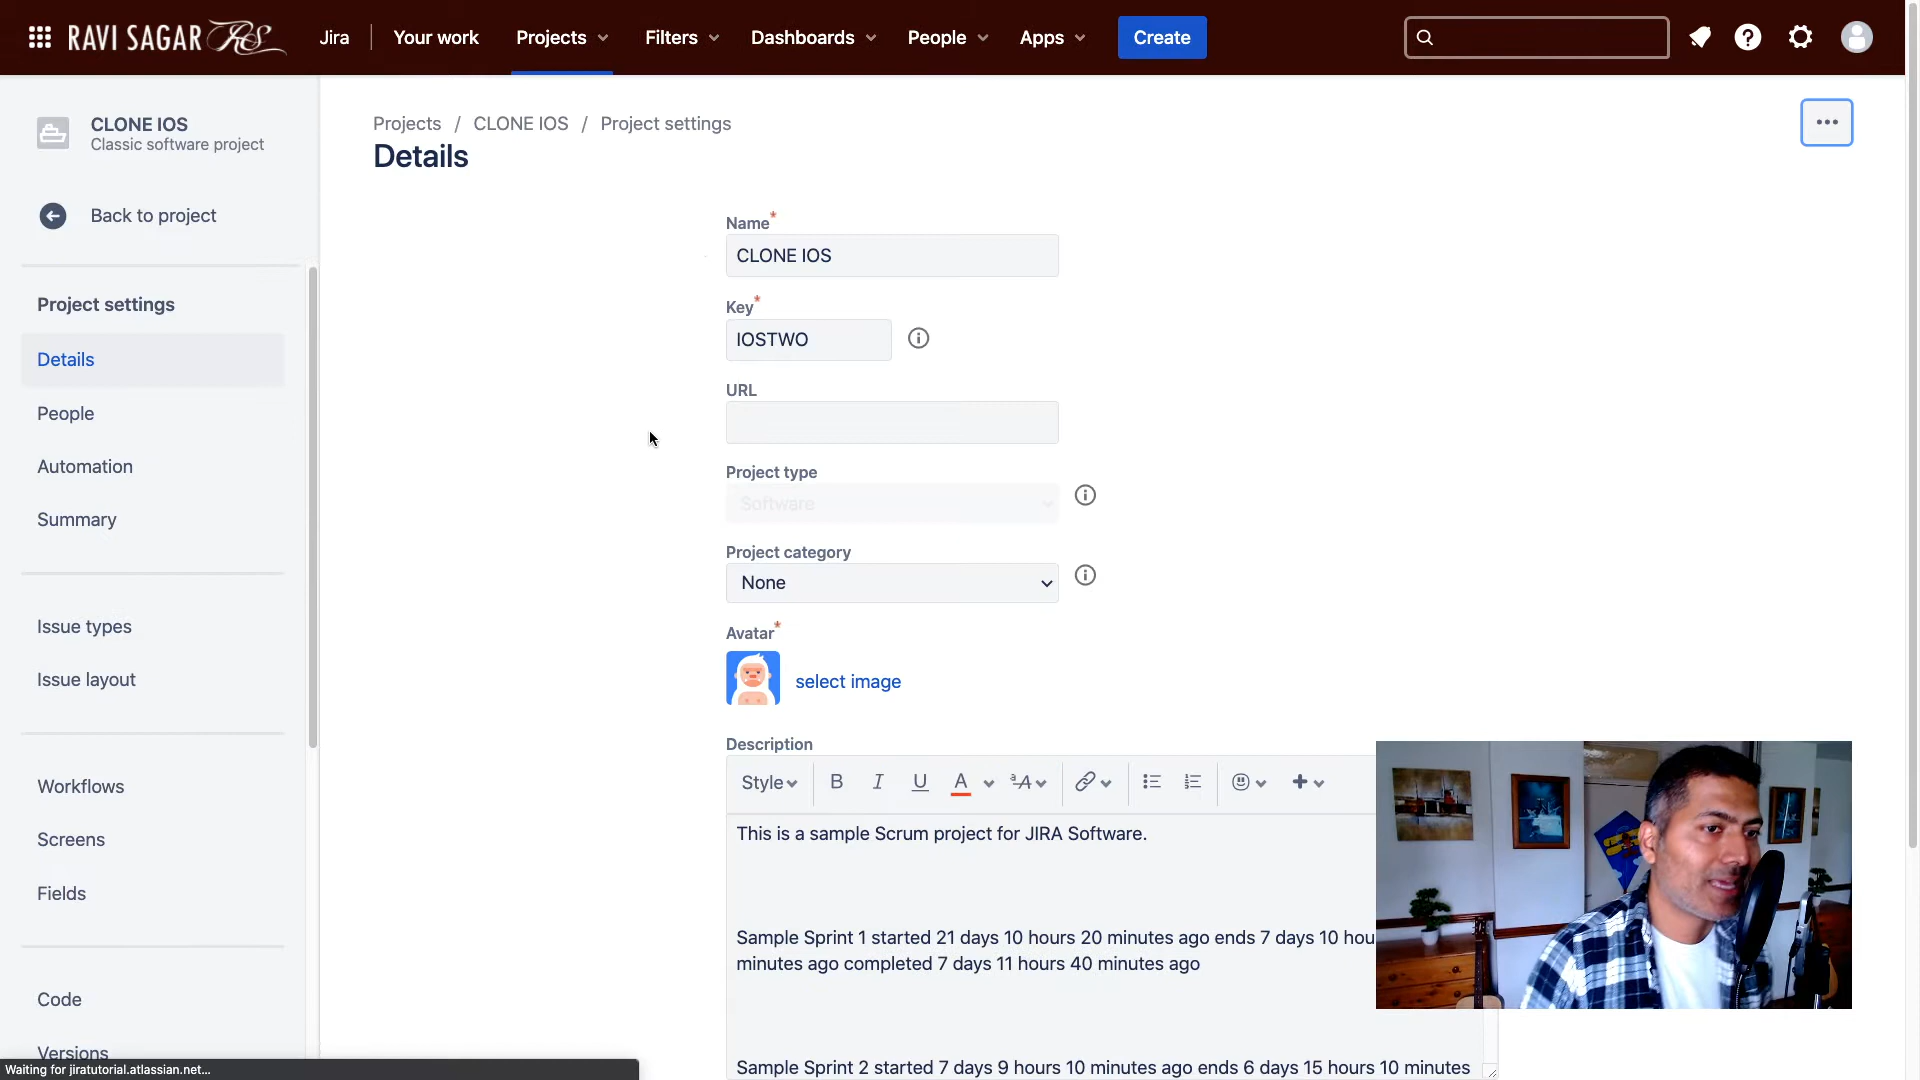 RAVI SAGAR RS Jira Your work Projects Filters Dashboards People Apps Create
CLONE IOS
Classic software project
Back to project
Project settings
Details
People
Automation
Summary
Issue types
Issue layout
Workflows
Screens
Fields
Code
Versions
Waiting for jiratutorial.atlassian.net...
Projects / CLONE IOS / Project settings
Details
Name*
CLONE IOS
Key*
IOSTWO
URL
Project type
Software
Project category
None
Avatar*
select image
Description
Style B I U A ªA
This is a sample Scrum project for JIRA Software.
Sample Sprint 1 started 21 days 10 hours 20 minutes ago ends 7 days 10 hou
minutes ago completed 7 days 11 hours 40 minutes ago
Sample Sprint 2 started 7 days 9 hours 10 minutes ago ends 6 days 15 hours 10 minutes